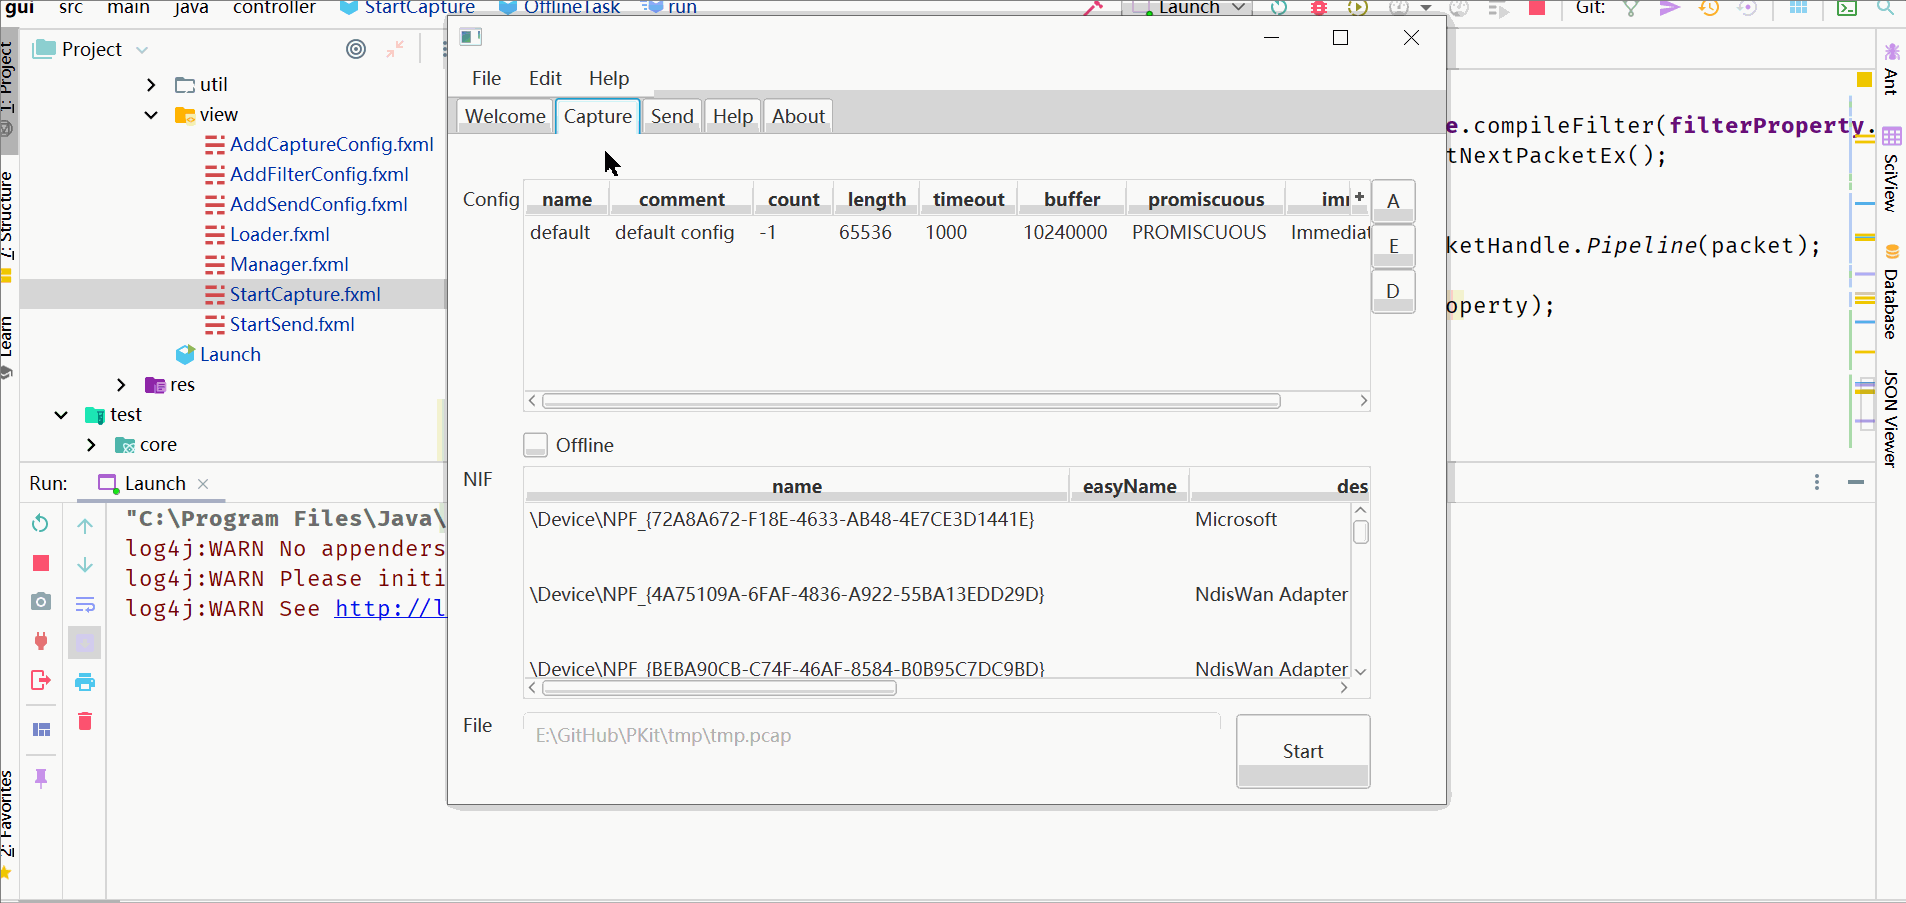 gui src main java controller StartCapture OfflineTask run Launch Git:
1: Project
Z: Structure
Learn
2: Favorites
Project
util
view
AddCaptureConfig.fxml
AddFilterConfig.fxml
AddSendConfig.fxml
Loader.fxml
Manager.fxml
StartCapture.fxml
StartSend.fxml
Launch
res
test
core
Run: Launch
"C:\Program Files\Java\
log4j:WARN No appenders
log4j:WARN Please initi
log4j:WARN See http://l
File Edit Help
Welcome Capture Send Help About
Config name comment count length timeout buffer promiscuous imı +
default default config -1 65536 1000 10240000 PROMISCUOUS Immediat
A
E
D
Offline
NIF name easyName des
\Device\NPF_{72A8A672-F18E-4633-AB48-4E7CE3D1441E} Microsoft
\Device\NPF_{4A75109A-6FAF-4836-A922-55BA13EDD29D} NdisWan Adapter
\Device\NPF_{BEBA90CB-C74F-46AF-8584-B0B95C7DC9BD} NdisWan Adapter
File E:\GitHub\PKit\tmp\tmp.pcap
Start
e.compileFilter(filterProperty.
tNextPacketEx();
ketHandle.Pipeline(packet);
operty);
Ant
SciView
Database
JSON Viewer